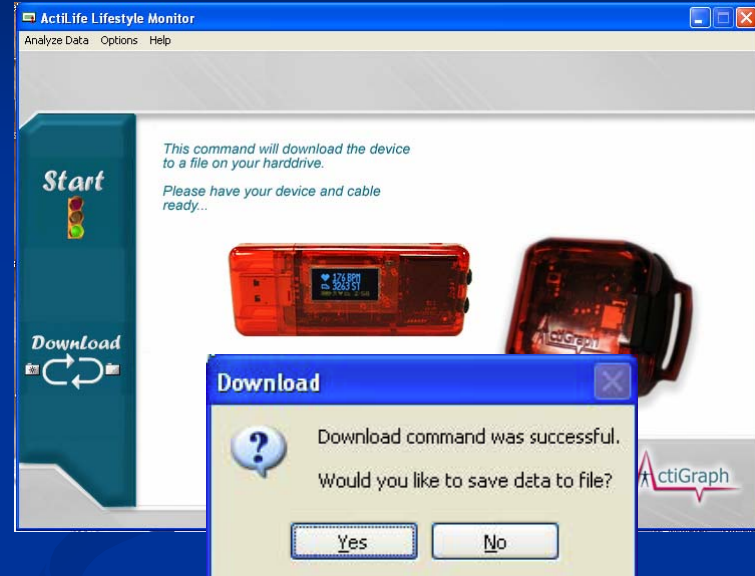 ActiLife Lifestyle Monitor
Analyze Data Options Help
This command will download the device
to a file on your harddrive.
Please have your device and cable
ready...
Start
176 BPM
3263 ST
ActiGraph
Download
Download
Download command was successful.
Would you like to save data to file?
ActiGraph
Yes No